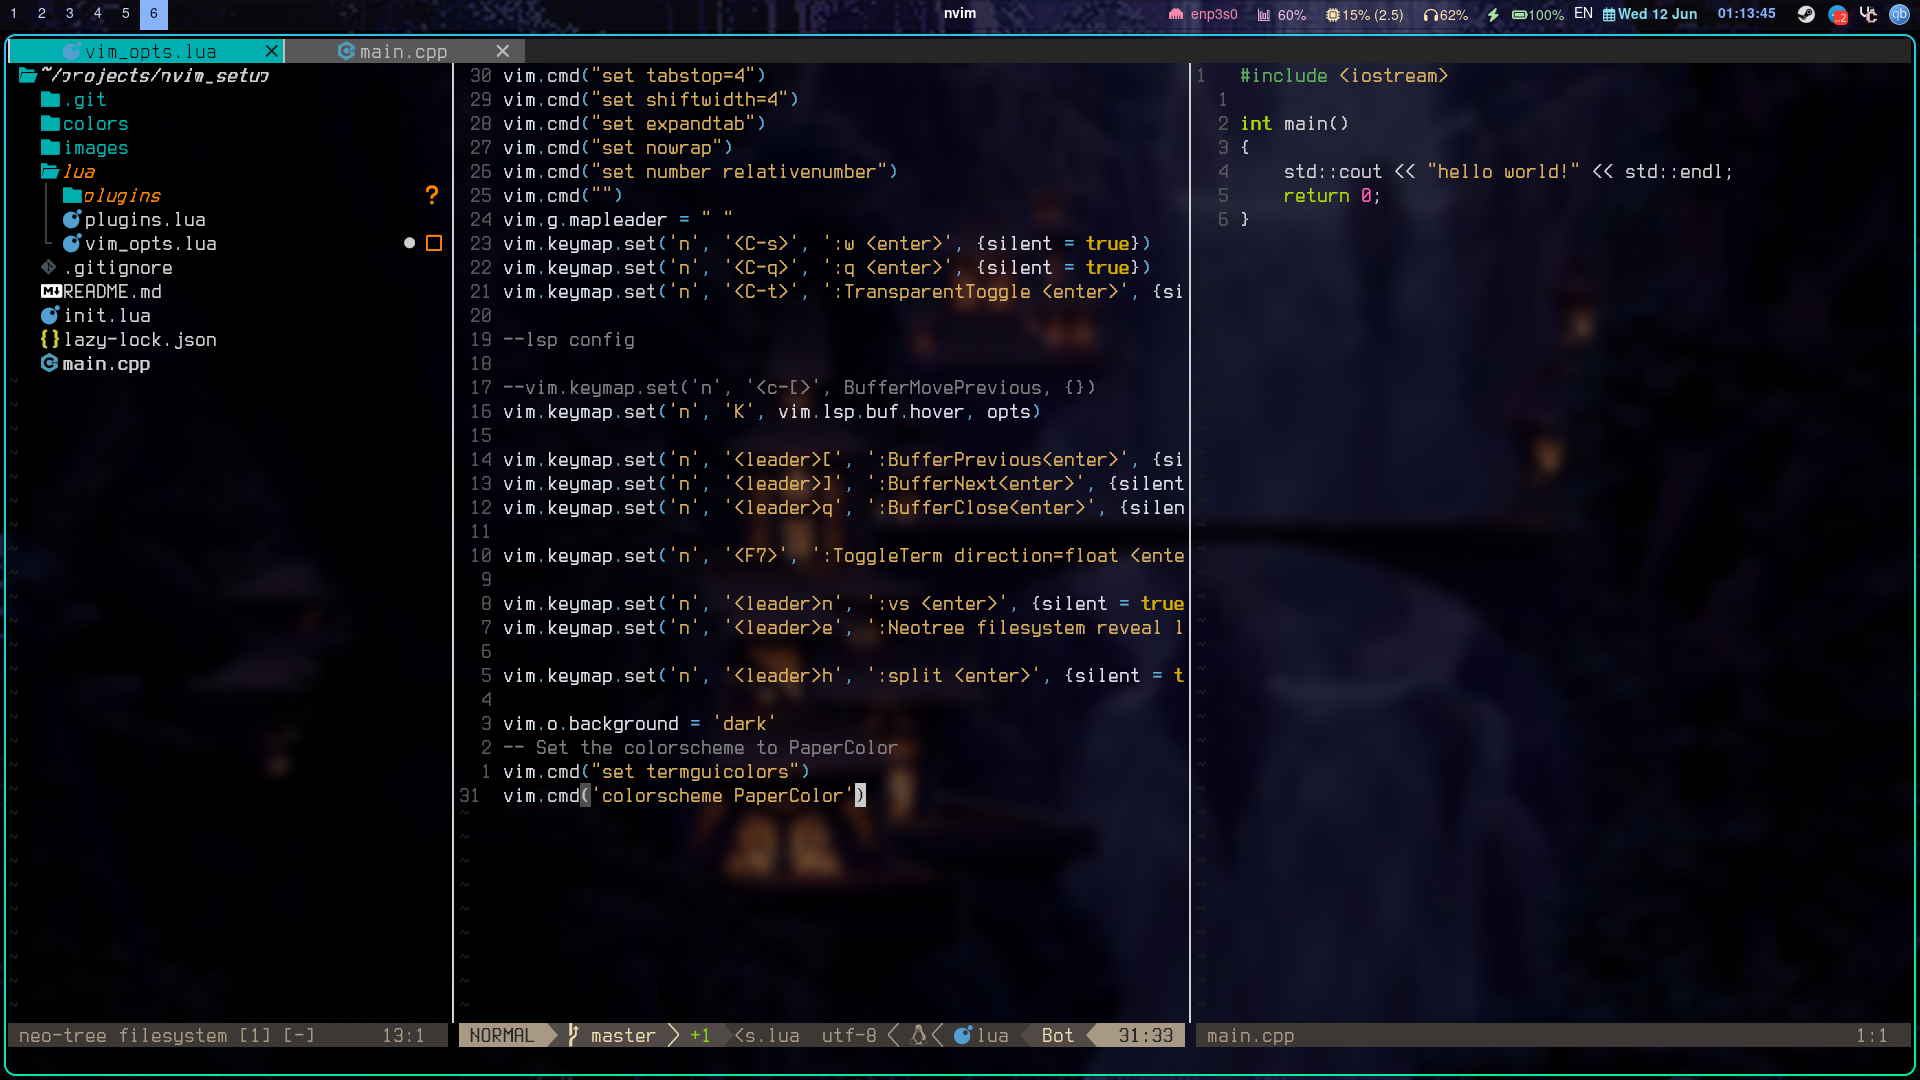 1 2 3 4 5 6 nvim enp3s0 60% 15% (2.5) 62% 100% EN Wed 12 Jun 01:13:45 ..2 qb
vim_opts.lua × main.cpp ×
~/projects/nvim_setup
.git
colors
images
lua
plugins ?
plugins.lua
vim_opts.lua
.gitignore
README.md
init.lua
{} lazy-lock.json
main.cpp
30 vim.cmd("set tabstop=4")
29 vim.cmd("set shiftwidth=4")
28 vim.cmd("set expandtab")
27 vim.cmd("set nowrap")
26 vim.cmd("set number relativenumber")
25 vim.cmd("")
24 vim.g.mapleader = " "
23 vim.keymap.set('n', '<C-s>', ':w <enter>', {silent = true})
22 vim.keymap.set('n', '<C-q>', ':q <enter>', {silent = true})
21 vim.keymap.set('n', '<C-t>', ':TransparentToggle <enter>', {si
20
19 --lsp config
18
17 --vim.keymap.set('n', '<c-[>', BufferMovePrevious, {})
16 vim.keymap.set('n', 'K', vim.lsp.buf.hover, opts)
15
14 vim.keymap.set('n', '<leader>[', ':BufferPrevious<enter>', {si
13 vim.keymap.set('n', '<leader>]', ':BufferNext<enter>', {silent
12 vim.keymap.set('n', '<leader>q', ':BufferClose<enter>', {silen
11
10 vim.keymap.set('n', '<F7>', ':ToggleTerm direction=float <ente
9
8 vim.keymap.set('n', '<leader>n', ':vs <enter>', {silent = true
7 vim.keymap.set('n', '<leader>e', ':Neotree filesystem reveal l
6
5 vim.keymap.set('n', '<leader>h', ':split <enter>', {silent = t
4
3 vim.o.background = 'dark'
2 -- Set the colorscheme to PaperColor
1 vim.cmd("set termguicolors")
31 vim.cmd('colorscheme PaperColor')
1 #include <iostream>
1
2 int main()
3 {
4 std::cout << "hello world!" << std::endl;
5 return 0;
6 }
neo-tree filesystem [1] [-] 13:1
NORMAL master +1 <s.lua utf-8 lua Bot 31:33
main.cpp 1:1